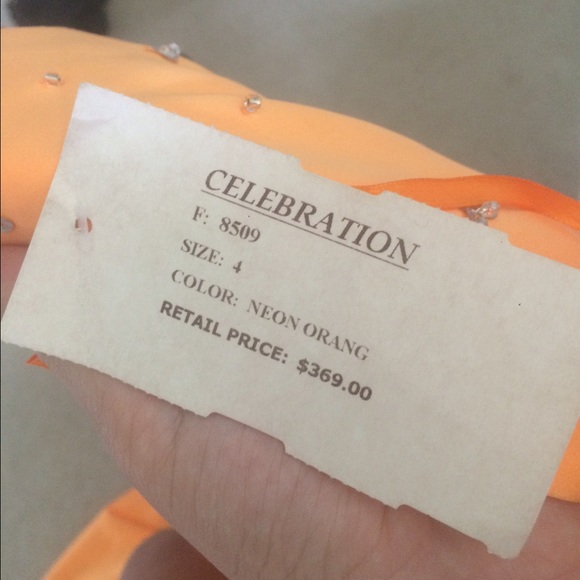 CELEBRATION
F: 8509
SIZE: 4
COLOR: NEON ORANG
RETAIL PRICE: $369.00